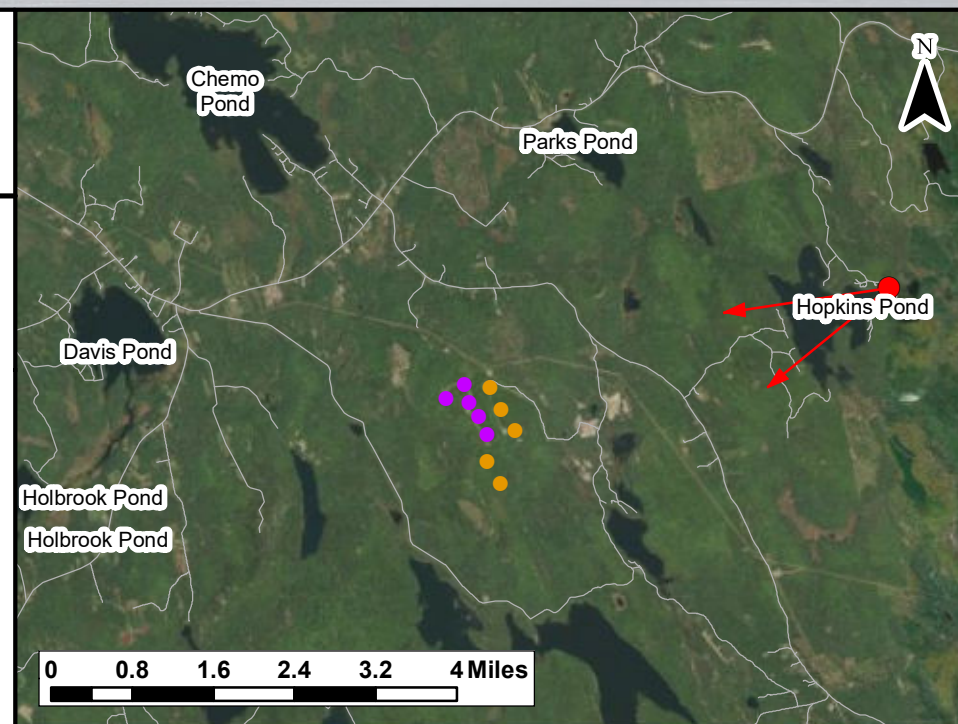 N
Chemo
Pond
Parks Pond
Hopkins Pond
Davis Pond
Holbrook Pond
Holbrook Pond
0 0.8 1.6 2.4 3.2 4 Miles